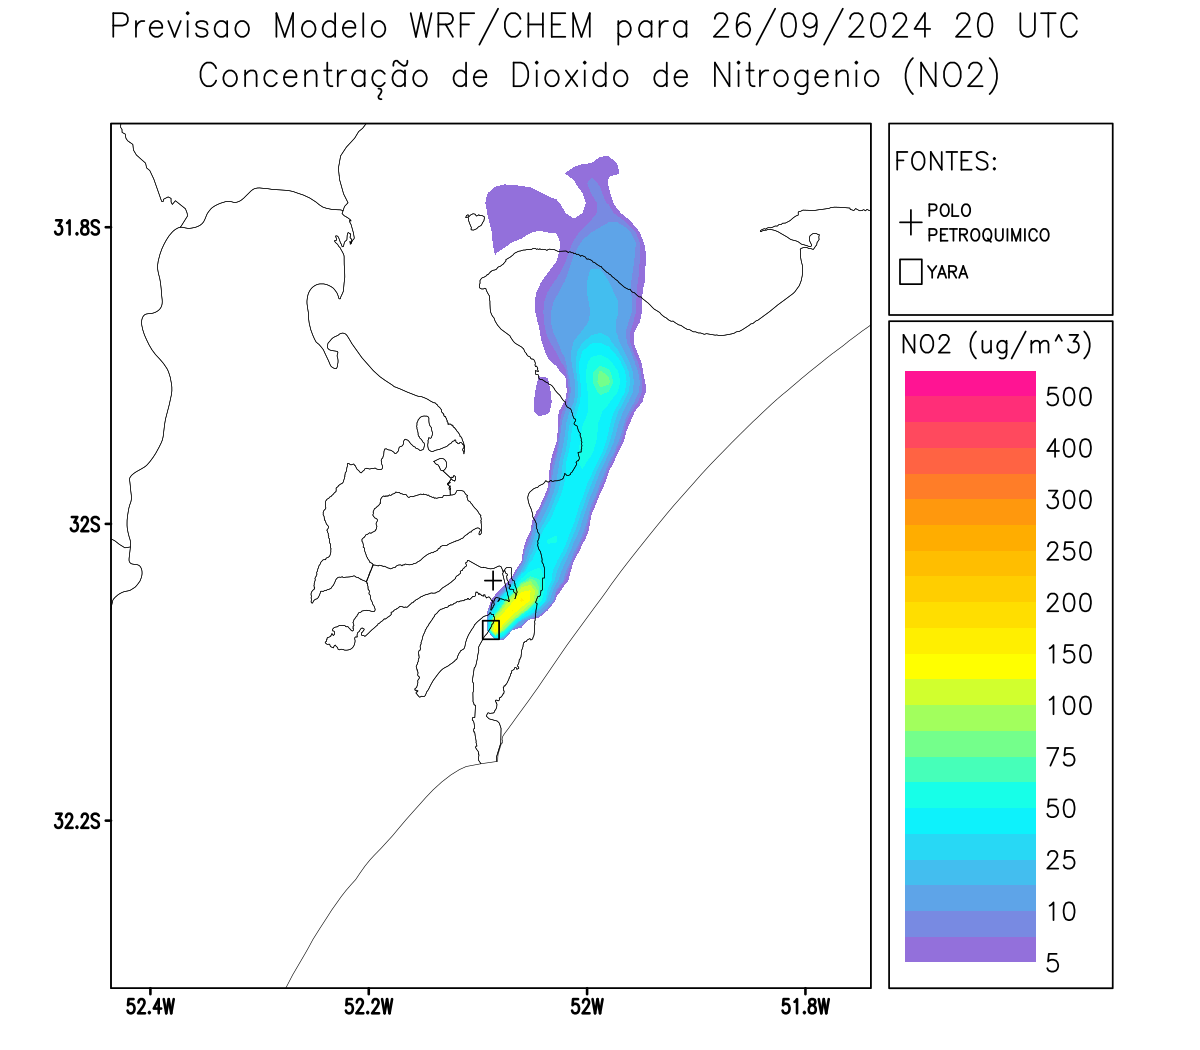 Previsao Modelo WRF/CHEM para 26/09/2024 20 UTC
Concentração de Dioxido de Nitrogenio (NO2)
FONTES:
POLO
PETROQUIMICO
YARA
31.8S
32S
32.2S
52.4W
52.2W
52W
51.8W
NO2 (ug/m^3)
500
400
300
250
200
150
100
75
50
25
10
5